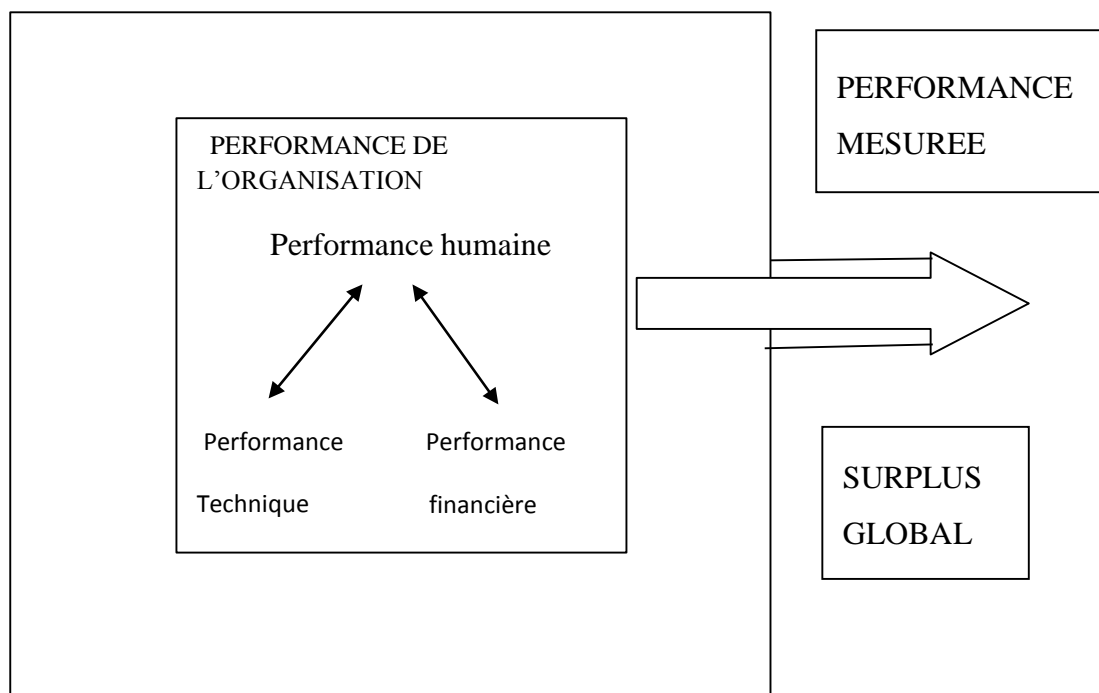 PERFORMANCE DE
L’ORGANISATION
Performance humaine
Performance
Technique
Performance
financière
PERFORMANCE
MESUREE
SURPLUS
GLOBAL